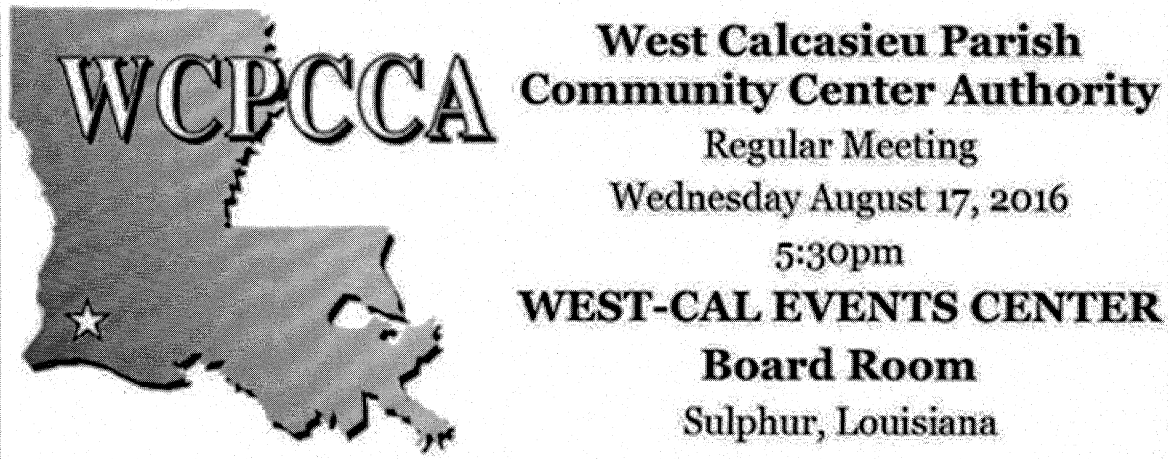 WCPCCA
West Calcasieu Parish
Community Center Authority
Regular Meeting
Wednesday August 17, 2016
5:30pm
WEST-CAL EVENTS CENTER
Board Room
Sulphur, Louisiana